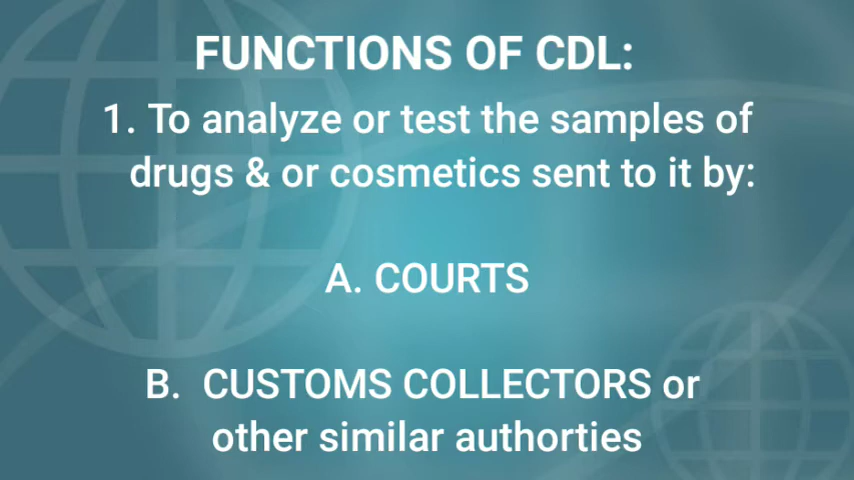 FUNCTIONS OF CDL:
1. To analyze or test the samples of
drugs & or cosmetics sent to it by:
A. COURTS
B. CUSTOMS COLLECTORS or
other similar authorties